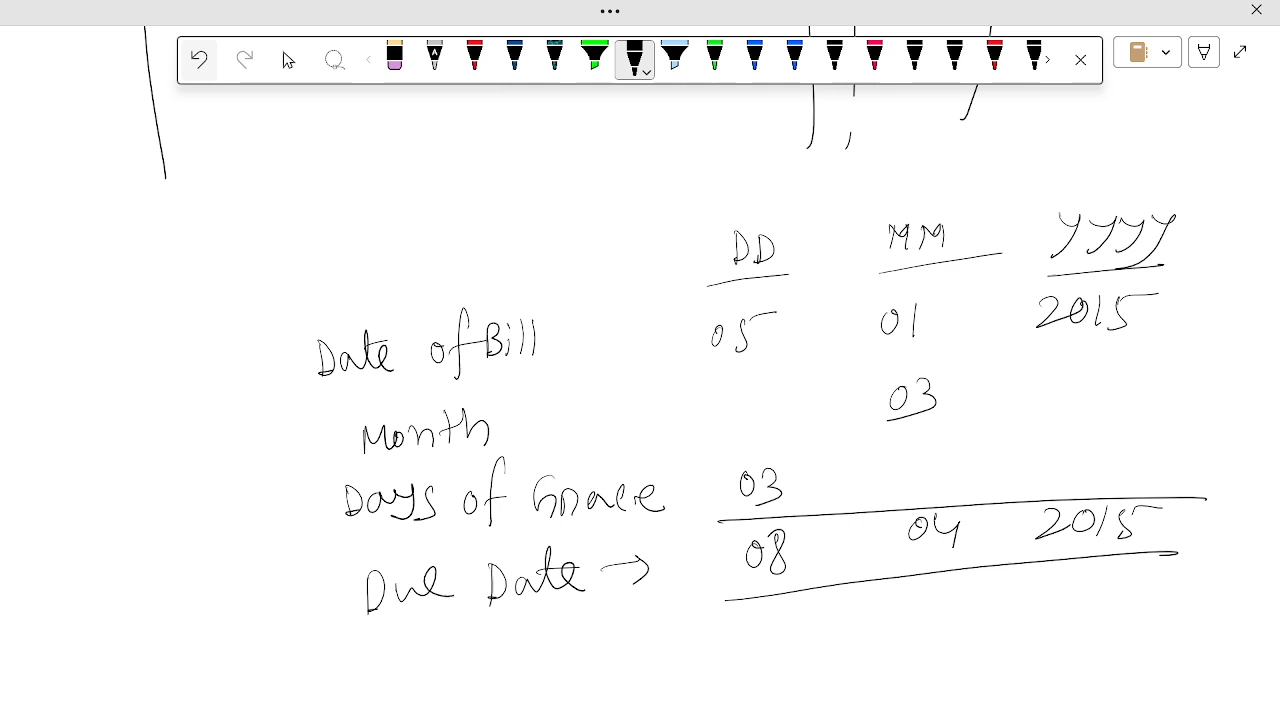 DD MM YYYY
Date of Bill 05 01 2015
Month 03
Days of Grace 03
Due Date → 08 04 2015